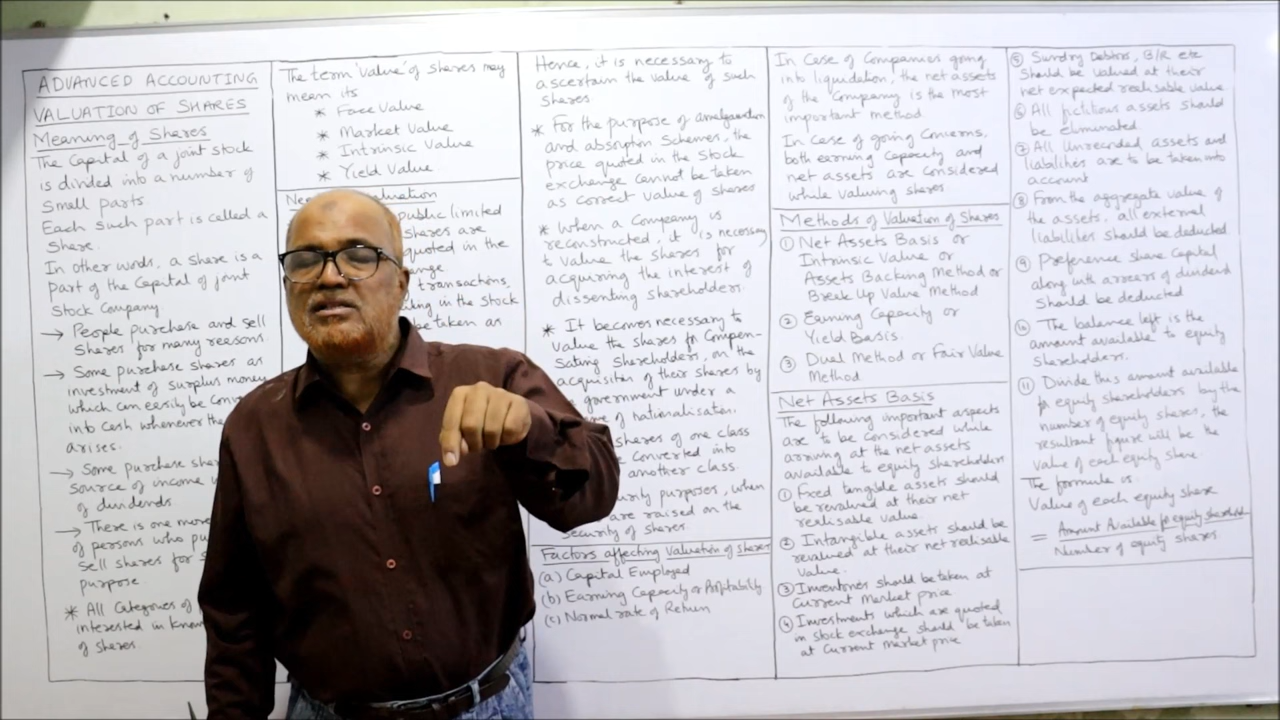 ADVANCED ACCOUNTING
VALUATION OF SHARES
Meaning of Shares
The Capital of a joint stock
is divided into a number of
small parts.
Each such part is called a
share.
In other words, a share is a
part of the Capital of joint
Stock Company
→ People purchase and sell
shares for many reasons.
→ Some purchase shares as
investment of surplus money
which can easily be
into cash whenever the
arises.
→ Some purchase
source of income
of dividends.
→ There is one more
of persons who
sell shares for
purpose
* All Categories of
interested in
of shares.
The term 'value' of shares may
mean its
* Face Value
* Market Value
* Intrinsic Value
* Yield Value
public limited
shares are
quoted in the
transactions,
in the stock
be taken as
Hence, it is necessary to
ascertain the value of such
shares.
* For the purpose of amalgamation
and absorption Schemes, the
price quoted in the Stock
exchange cannot be taken
as correct value of shares
* When a Company is
reconstructed, it is necessary
to value the shares for
acquiring the interest of
dissenting shareholders.
* It becomes necessary to
value the shares for Compen-
sating shareholders, on the
acquisition of their shares by
government under a
of nationalisation.
shares of one class
converted into
another class.
purposes, when
are raised on the
security of shares.
Factors affecting Valuation of shares
(a) Capital Employed
(b) Earning Capacity or Profitability
(c) Normal rate of Return
In Case of Companies going
into liquidation, the net assets
of the Company is the most
important method.
In case of going Concerns,
both earning Capacity and
net assets are considered
while valuing shares
Methods of Valuation of Shares
① Net Assets Basis or
Intrinsic Value or
Assets Backing Method or
Break Up Value Method
② Earning Capacity or
Yield Basis.
③ Dual Method or Fair Value
Method
Net Assets Basis
The following important aspects
are to be considered while
arriving at the net assets
available to equity shareholders
① Fixed tangible assets should
be revalued at their net
realisable value
② Intangible assets should be
revalued at their net realisable
value.
③ Inventories should be taken at
Current market price
④ Investments which are quoted
in stock exchange should be taken
at Current market price
⑤ Sundry Debtors, B/R etc
should be valued at their
net expected realisable value
⑥ All fictitious assets should
be eliminated.
⑦ All Unrecorded assets and
liabilities are to be taken into
account
⑧ From the aggregate value of
the assets, all external
liabilities should be deducted
⑨ Preference share Capital
along with arrears of dividend
should be deducted
⑩ The balance left is the
amount available to equity
shareholders.
⑪ Divide this amount available
for equity shareholders by the
number of equity shares, the
resultant figure will be the
value of each equity share.
The formula is
Value of each equity share
= Amount Available for equity shareholders
Number of equity shares